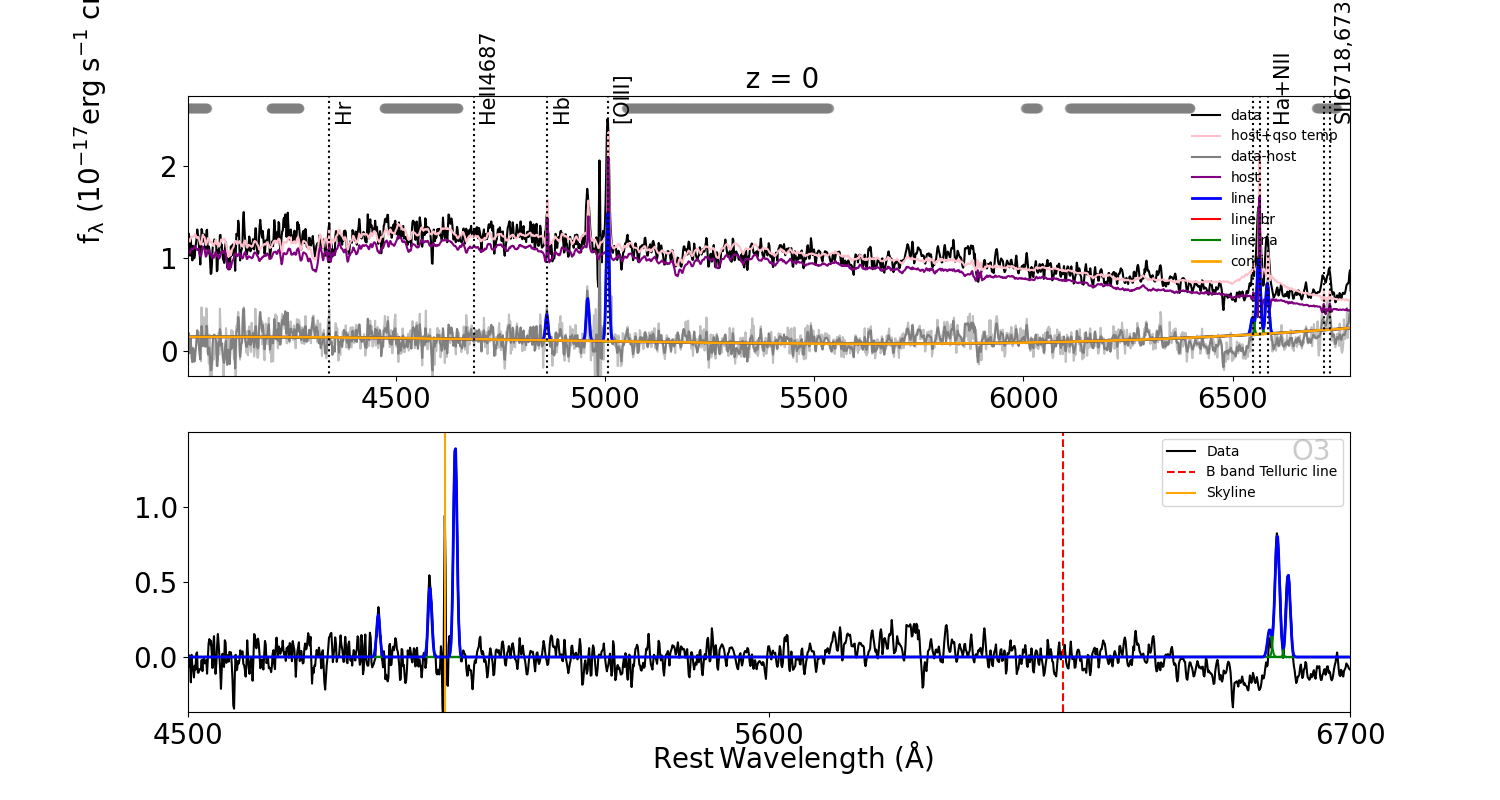 z = 0
f_λ (10^−17 erg s^−1
Hr
HeII4687
Hb
[OIII]
Ha+NII
SII6718,673
data
host+qso temp
data-host
host
line
line br
line na
2
1
0
4500
5000
5500
6000
6500
O3
Data
B band Telluric line
Skyline
1.0
0.5
0.0
4500
5600
6700
Rest Wavelength (Å)